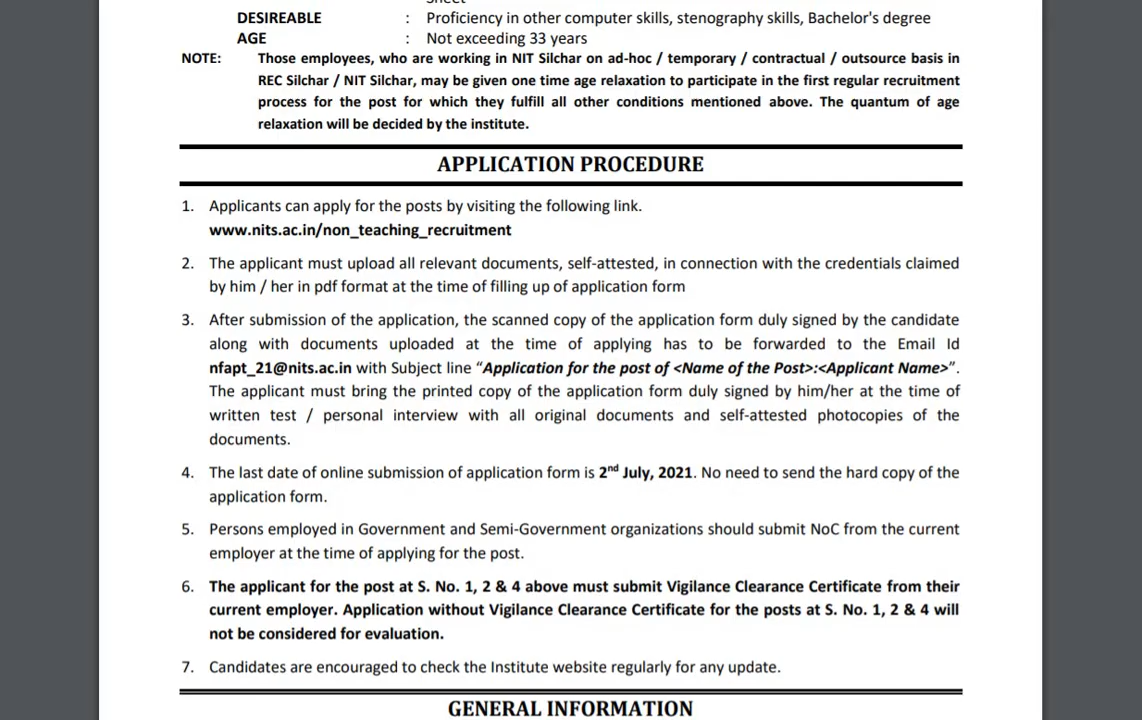 DESIREABLE : Proficiency in other computer skills, stenography skills, Bachelor's degree
AGE : Not exceeding 33 years
NOTE: Those employees, who are working in NIT Silchar on ad-hoc / temporary / contractual / outsource basis in
REC Silchar / NIT Silchar, may be given one time age relaxation to participate in the first regular recruitment
process for the post for which they fulfill all other conditions mentioned above. The quantum of age
relaxation will be decided by the institute.
APPLICATION PROCEDURE
1. Applicants can apply for the posts by visiting the following link.
www.nits.ac.in/non_teaching_recruitment
2. The applicant must upload all relevant documents, self-attested, in connection with the credentials claimed
by him / her in pdf format at the time of filling up of application form
3. After submission of the application, the scanned copy of the application form duly signed by the candidate
along with documents uploaded at the time of applying has to be forwarded to the Email Id
nfapt_21@nits.ac.in with Subject line “Application for the post of <Name of the Post>:<Applicant Name>”.
The applicant must bring the printed copy of the application form duly signed by him/her at the time of
written test / personal interview with all original documents and self-attested photocopies of the
documents.
4. The last date of online submission of application form is 2nd July, 2021. No need to send the hard copy of the
application form.
5. Persons employed in Government and Semi-Government organizations should submit NoC from the current
employer at the time of applying for the post.
6. The applicant for the post at S. No. 1, 2 & 4 above must submit Vigilance Clearance Certificate from their
current employer. Application without Vigilance Clearance Certificate for the posts at S. No. 1, 2 & 4 will
not be considered for evaluation.
7. Candidates are encouraged to check the Institute website regularly for any update.
GENERAL INFORMATION